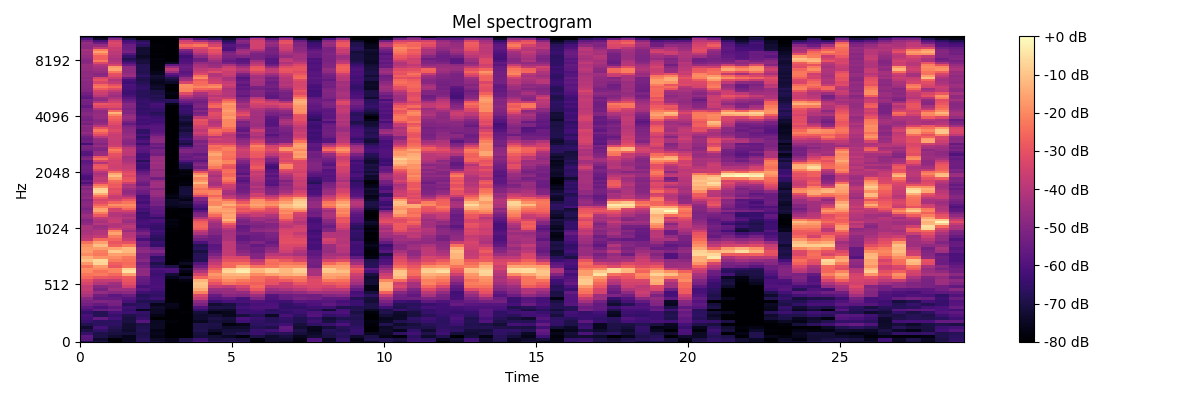 Mel spectrogram
8192
4096
2048
1024
512
0
Hz
0 5 10 15 20 25
Time
+0 dB
-10 dB
-20 dB
-30 dB
-40 dB
-50 dB
-60 dB
-70 dB
-80 dB